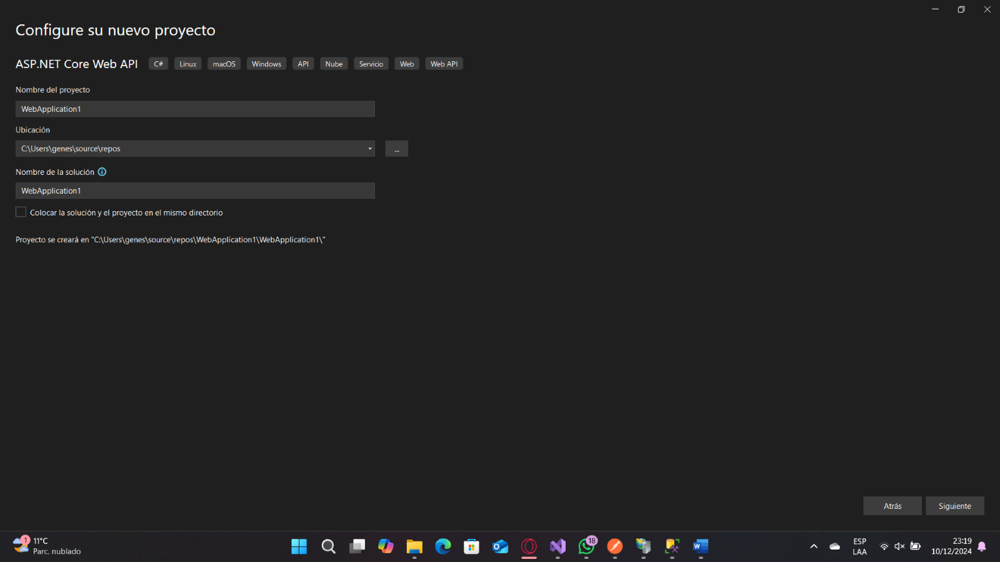 Configure su nuevo proyecto
ASP.NET Core Web API C# Linux macOS Windows API Nube Servicio Web Web API
Nombre del proyecto
WebApplication1
Ubicación
C:\Users\genes\source\repos
...
Nombre de la solución
WebApplication1
Colocar la solución y el proyecto en el mismo directorio
Proyecto se creará en "C:\Users\genes\source\repos\WebApplication1\WebApplication1\"
Atrás Siguiente
1 11°C
Parc. nublado
18
ESP
LAA
23:19
10/12/2024